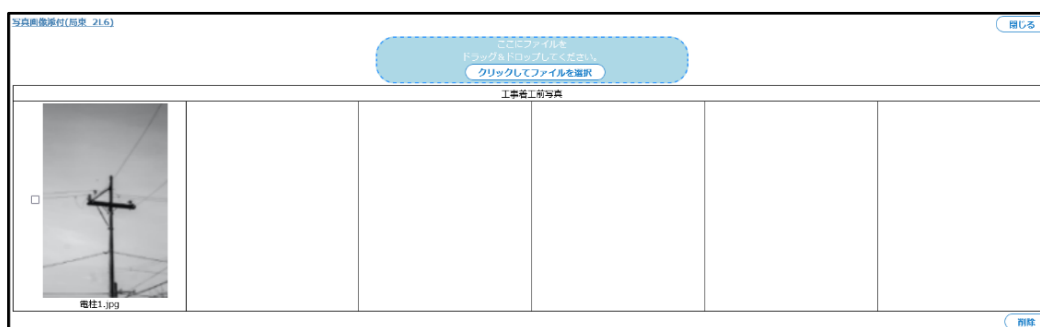 写真画像添付(局東 2L6)
閉じる
ここにファイルを
ドラッグ&ドロップしてください。
クリックしてファイルを選択
工事着工前写真
電柱1.jpg
削除